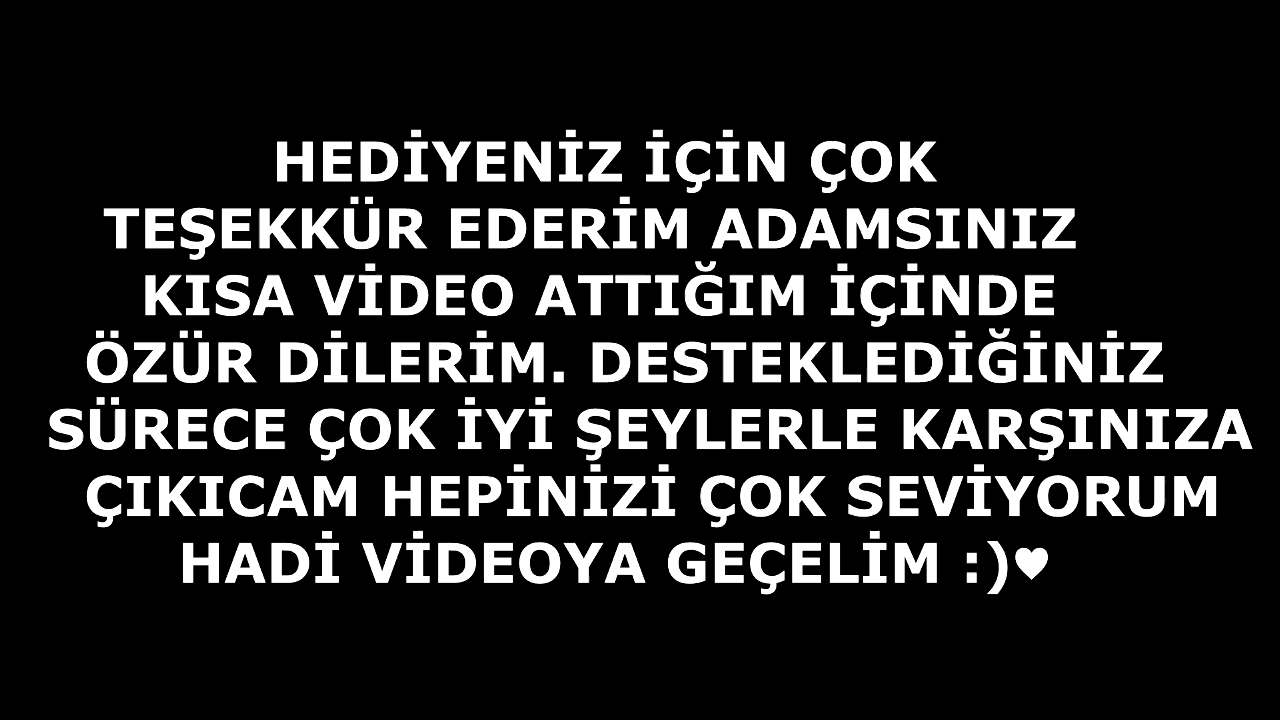 HEDİYENİZ İÇİN ÇOK
TEŞEKKÜR EDERİM ADAMSINIZ
KISA VİDEO ATTIĞIM İÇİNDE
ÖZÜR DİLERİM. DESTEKLEDİĞİNİZ
SÜRECE ÇOK İYİ ŞEYLERLE KARŞINIZA
ÇIKICAM HEPİNİZİ ÇOK SEVİYORUM
HADİ VİDEOYA GEÇELİM :)♥